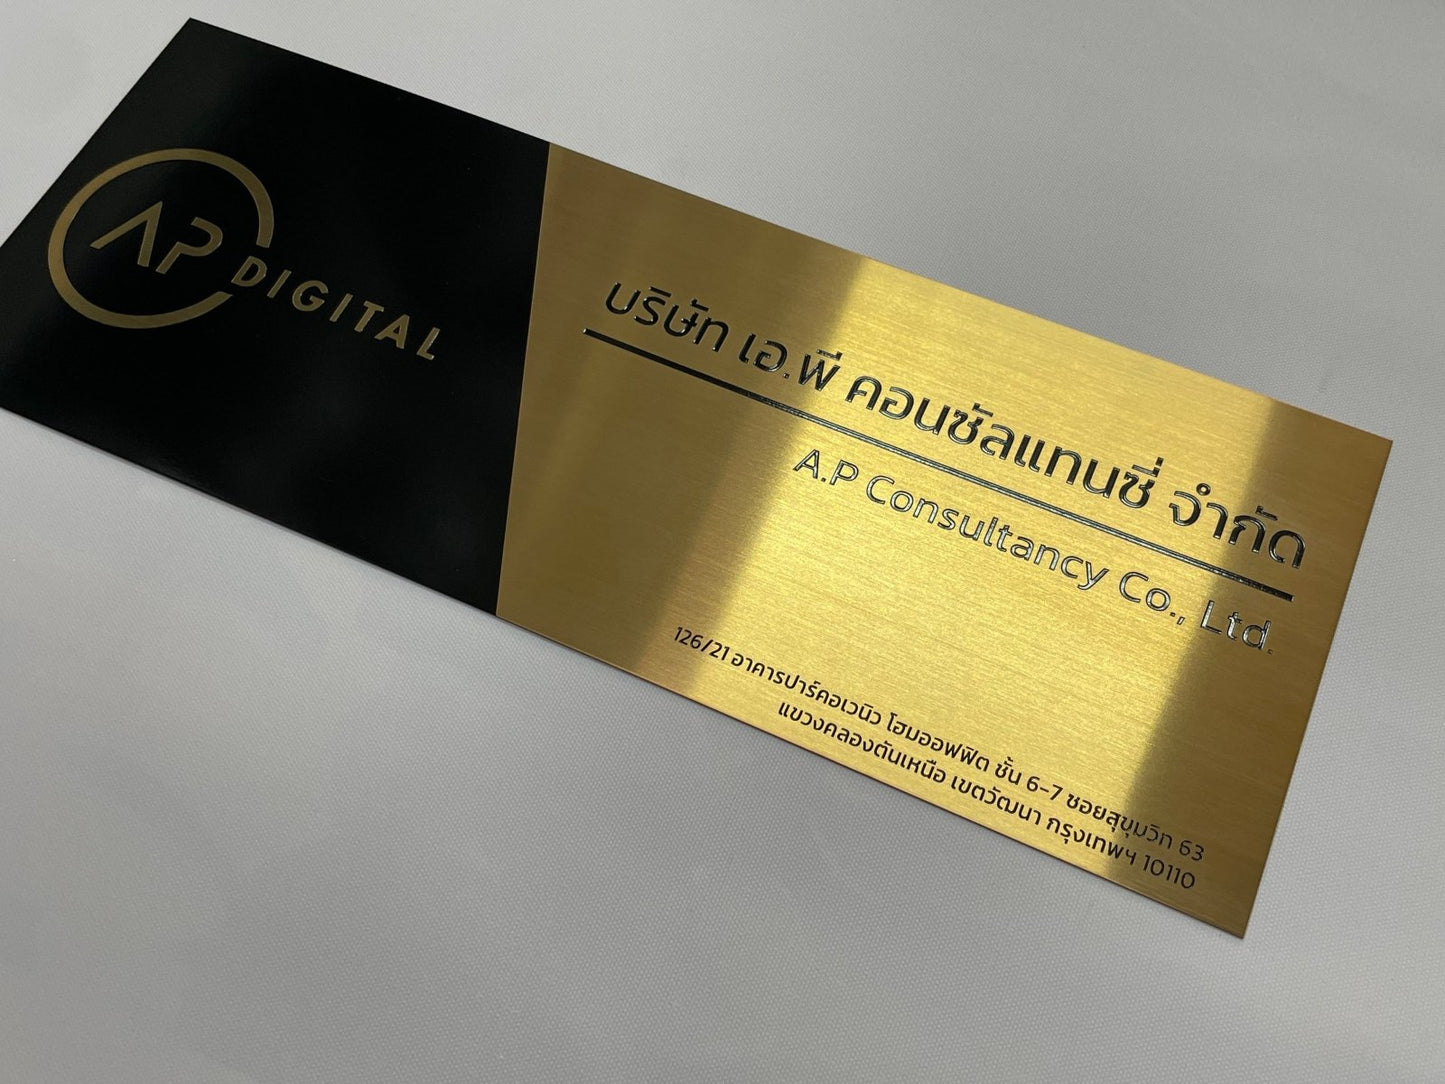 AP
DIGITAL
บริษัท เอ.พี คอนซัลแทนซี่ จำกัด
A.P Consultancy Co., Ltd.
126/21 อาคารปาร์คอเวนิว โฮมออฟฟิต ชั้น 6-7 ซอยสุขุมวิท 63
แขวงคลองตันเหนือ เขตวัฒนา กรุงเทพฯ 10110